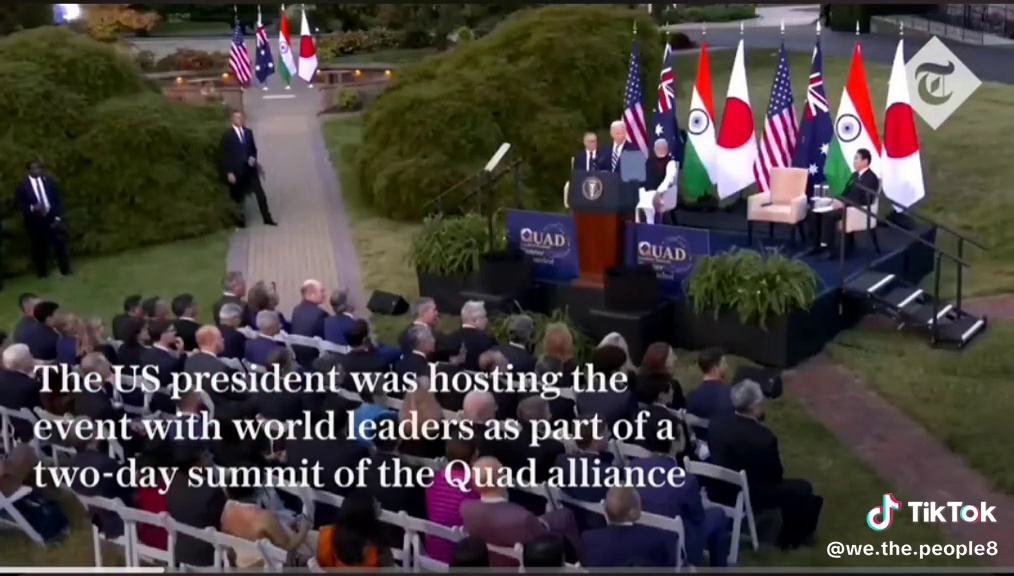 QUAD
QUAD
The US president was hosting the
event with world leaders as part of a
two-day summit of the Quad alliance
TikTok
@we.the.people8